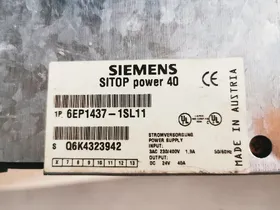 SIEMENS
SITOP power 40
1P 6EP1437-1SL11
S Q6K4323942
STROMVERSORGUNG
POWER SUPPLY
INPUT:
3AC 230/400V 1,9A 50/60Hz
OUTPUT:
DC 24V 40A
X 7 8 9 10 11 12 13
MADE IN AUSTRIA